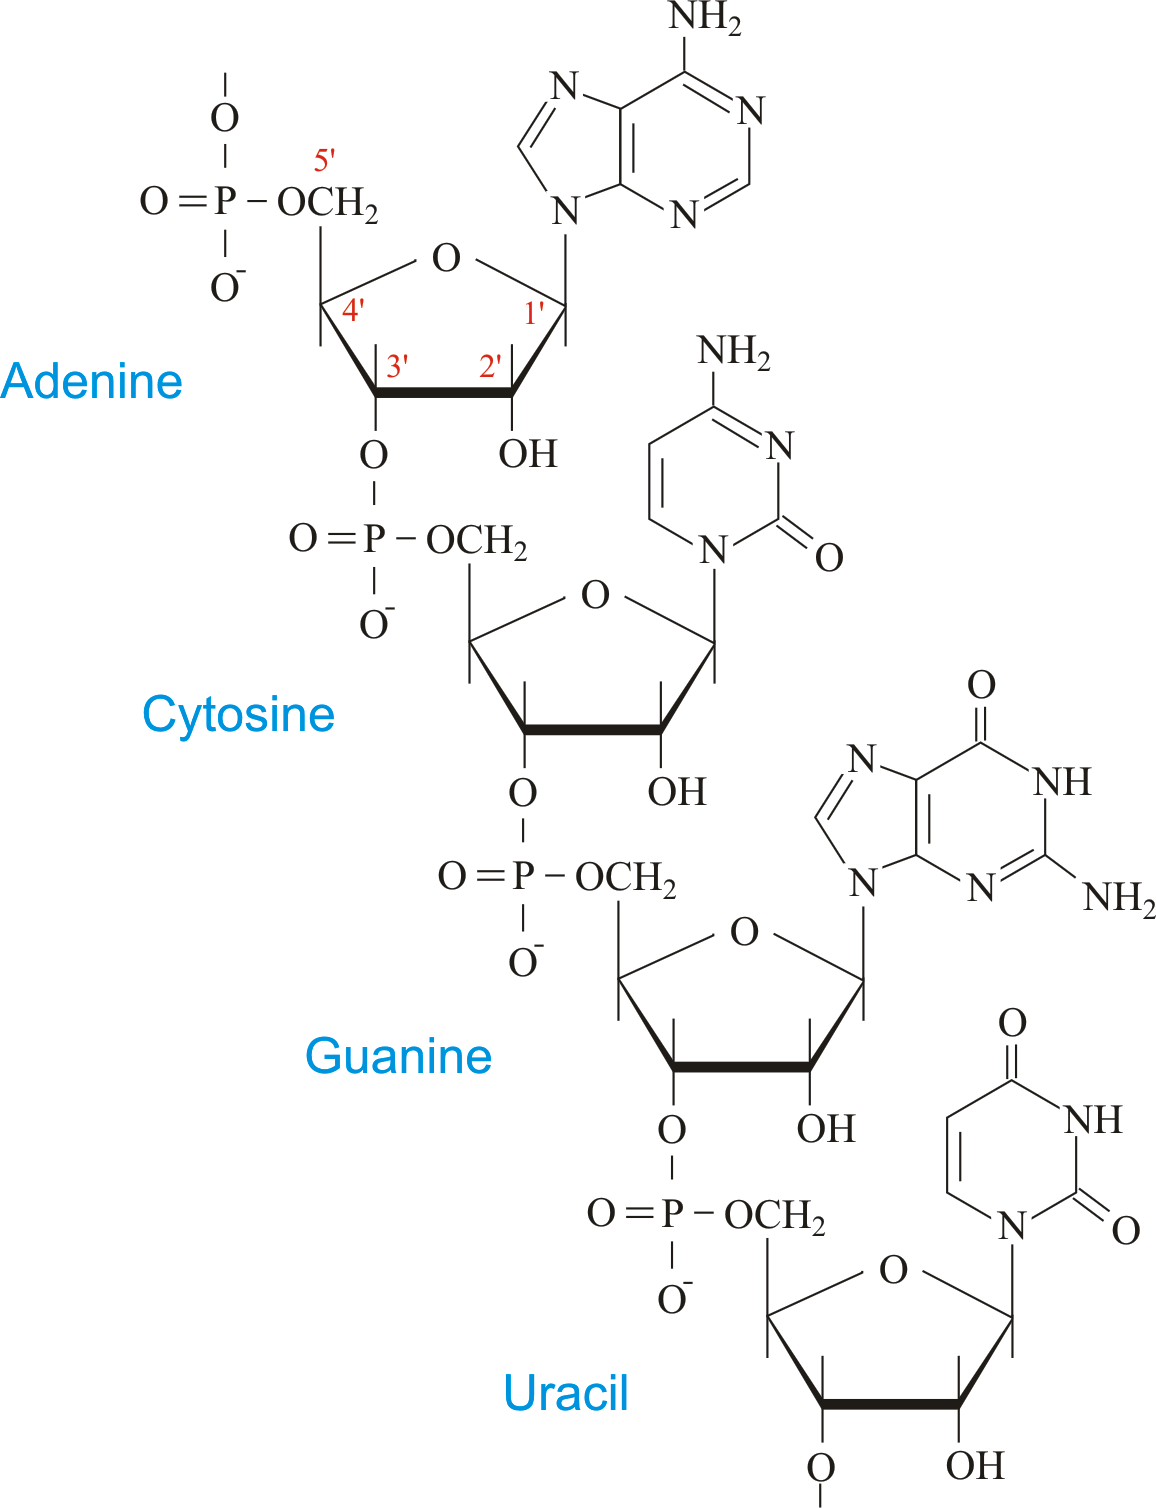 NH2
N
N
N
N
O
O=P–OCH2
5'
O-
O
4'
1'
3'
2'
Adenine
O
OH
NH2
N
N
O
O=P–OCH2
O-
O
Cytosine
O
OH
O
N
NH
N
N
NH2
O=P–OCH2
O-
O
Guanine
O
OH
O
NH
N
O
O=P–OCH2
O-
O
Uracil
O
OH